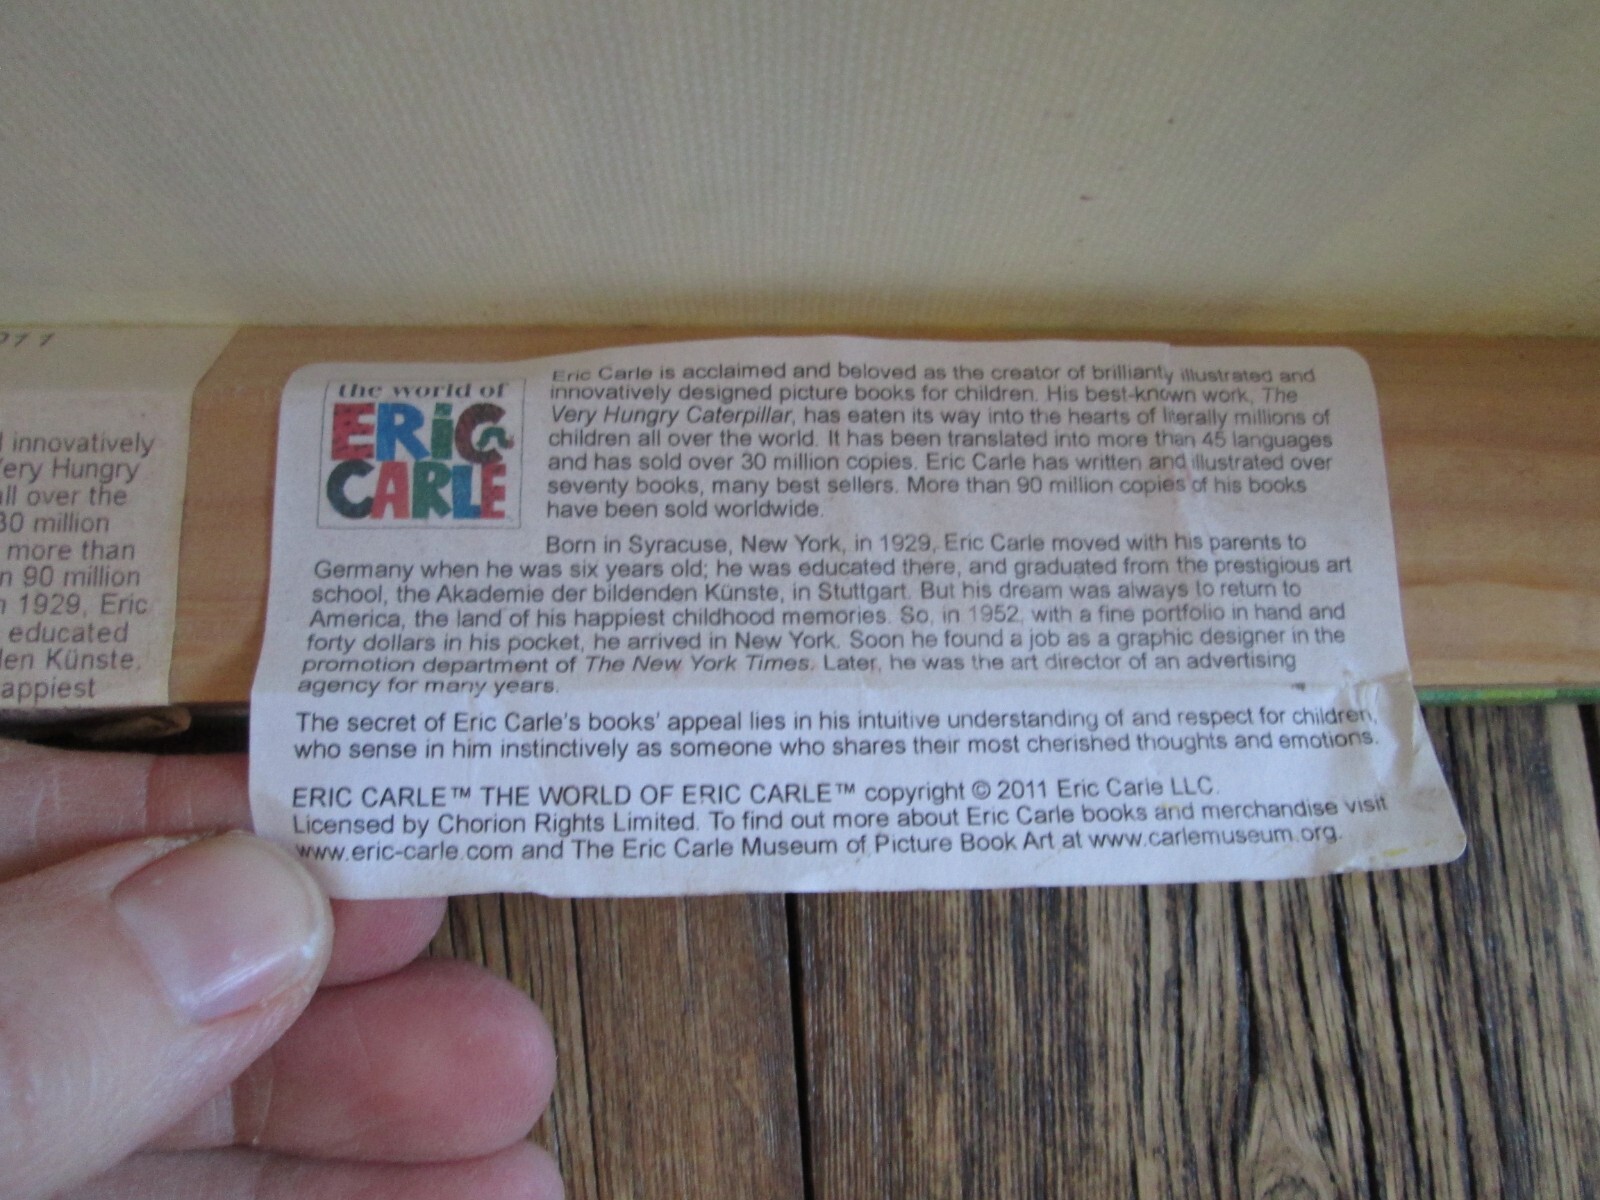 011
innovatively
ery Hungry
all over the
30 million
more than
n 90 million
1929, Eric
educated
den Künste,
appiest
the world of
ERIC
CARLE
Eric Carle is acclaimed and beloved as the creator of brilliantly illustrated and
innovatively designed picture books for children. His best-known work, The
Very Hungry Caterpillar, has eaten its way into the hearts of literally millions of
children all over the world. It has been translated into more than 45 languages
and has sold over 30 million copies. Eric Carle has written and illustrated over
seventy books, many best sellers. More than 90 million copies of his books
have been sold worldwide.
Born in Syracuse, New York, in 1929, Eric Carle moved with his parents to
Germany when he was six years old; he was educated there, and graduated from the prestigious art
school, the Akademie der bildenden Künste, in Stuttgart. But his dream was always to return to
America, the land of his happiest childhood memories. So, in 1952, with a fine portfolio in hand and
forty dollars in his pocket, he arrived in New York. Soon he found a job as a graphic designer in the
promotion department of The New York Times. Later, he was the art director of an advertising
agency for many years.
The secret of Eric Carle's books' appeal lies in his intuitive understanding of and respect for children,
who sense in him instinctively as someone who shares their most cherished thoughts and emotions.
ERIC CARLE™ THE WORLD OF ERIC CARLE™ copyright © 2011 Eric Carle LLC.
Licensed by Chorion Rights Limited. To find out more about Eric Carle books and merchandise visit
www.eric-carle.com and The Eric Carle Museum of Picture Book Art at www.carlemuseum.org.